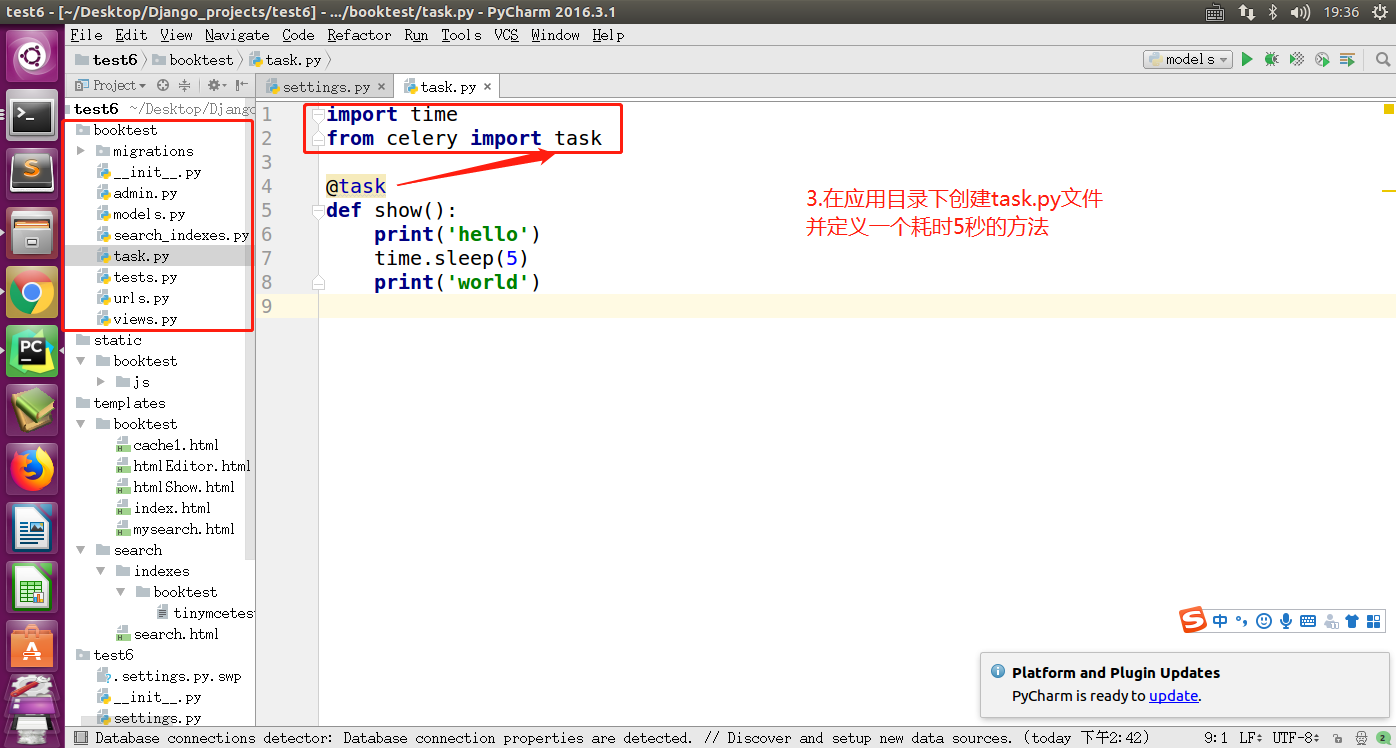 test6 - [~/Desktop/Django_projects/test6] - .../booktest/task.py - PyCharm 2016.3.1
19:36
File Edit View Navigate Code Refactor Run Tools VCS Window Help
test6 booktest task.py
models
Project
settings.py
task.py
test6 ~/Desktop/Django
booktest
migrations
__init__.py
admin.py
models.py
search_indexes.py
task.py
tests.py
urls.py
views.py
static
booktest
js
templates
booktest
cache1.html
htmlEditor.html
htmlShow.html
index.html
mysearch.html
search
indexes
booktest
tinymcetes
search.html
test6
.settings.py.swp
__init__.py
settings.py
1 import time
2 from celery import task
3
4 @task
5 def show():
6 print('hello')
7 time.sleep(5)
8 print('world')
9
3.在应用目录下创建task.py文件
并定义一个耗时5秒的方法
中
Platform and Plugin Updates
PyCharm is ready to update.
Database connections detector: Database connection properties are detected. // Discover and setup new data sources. (today 下午2:42)
9:1 LF UTF-8 2